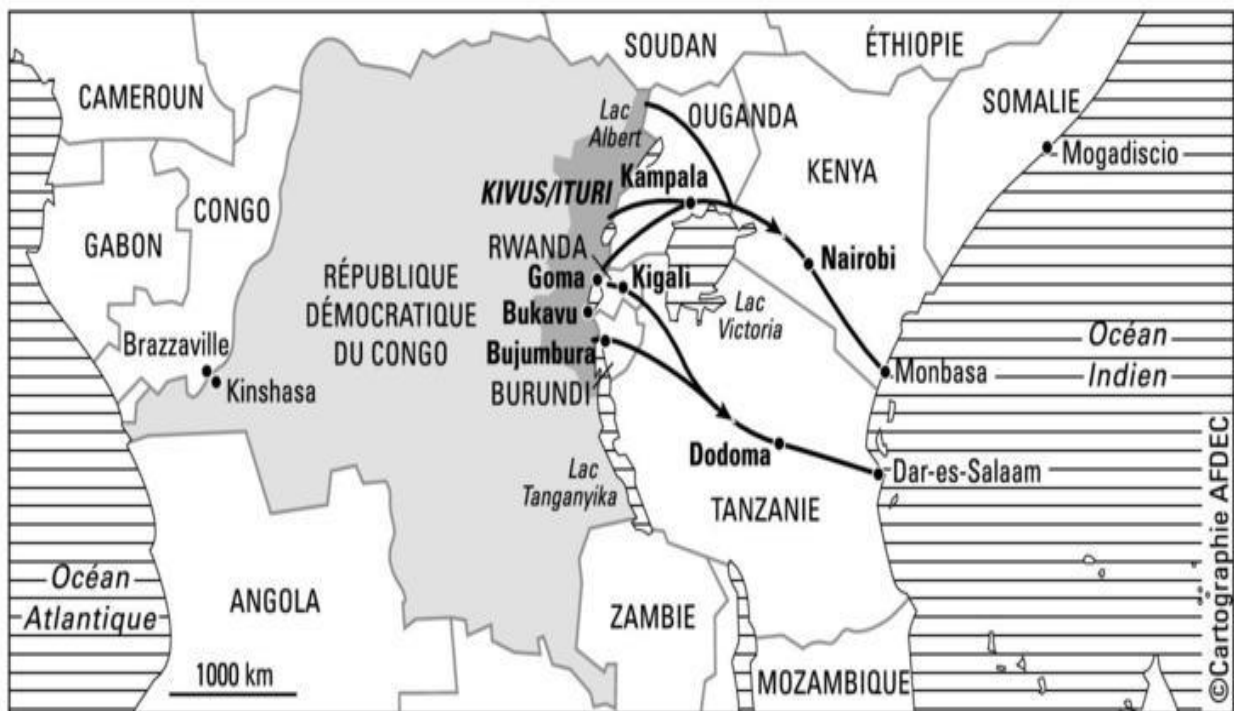 SOUDAN
ÉTHIOPIE
CAMEROUN
SOMALIE
Lac
Albert
OUGANDA
Mogadiscio
KENYA
Kampala
KIVUS/ITURI
CONGO
GABON
RWANDA
Nairobi
Goma
Kigali
RÉPUBLIQUE
DÉMOCRATIQUE
DU CONGO
Lac
Victoria
Bukavu
Océan
Indien
Brazzaville
Bujumbura
Monbasa
Kinshasa
BURUNDI
Dodoma
Lac
Tanganyika
Dar-es-Salaam
TANZANIE
Océan
Atlantique
ANGOLA
ZAMBIE
1000 km
MOZAMBIQUE
©Cartographie AFDEC